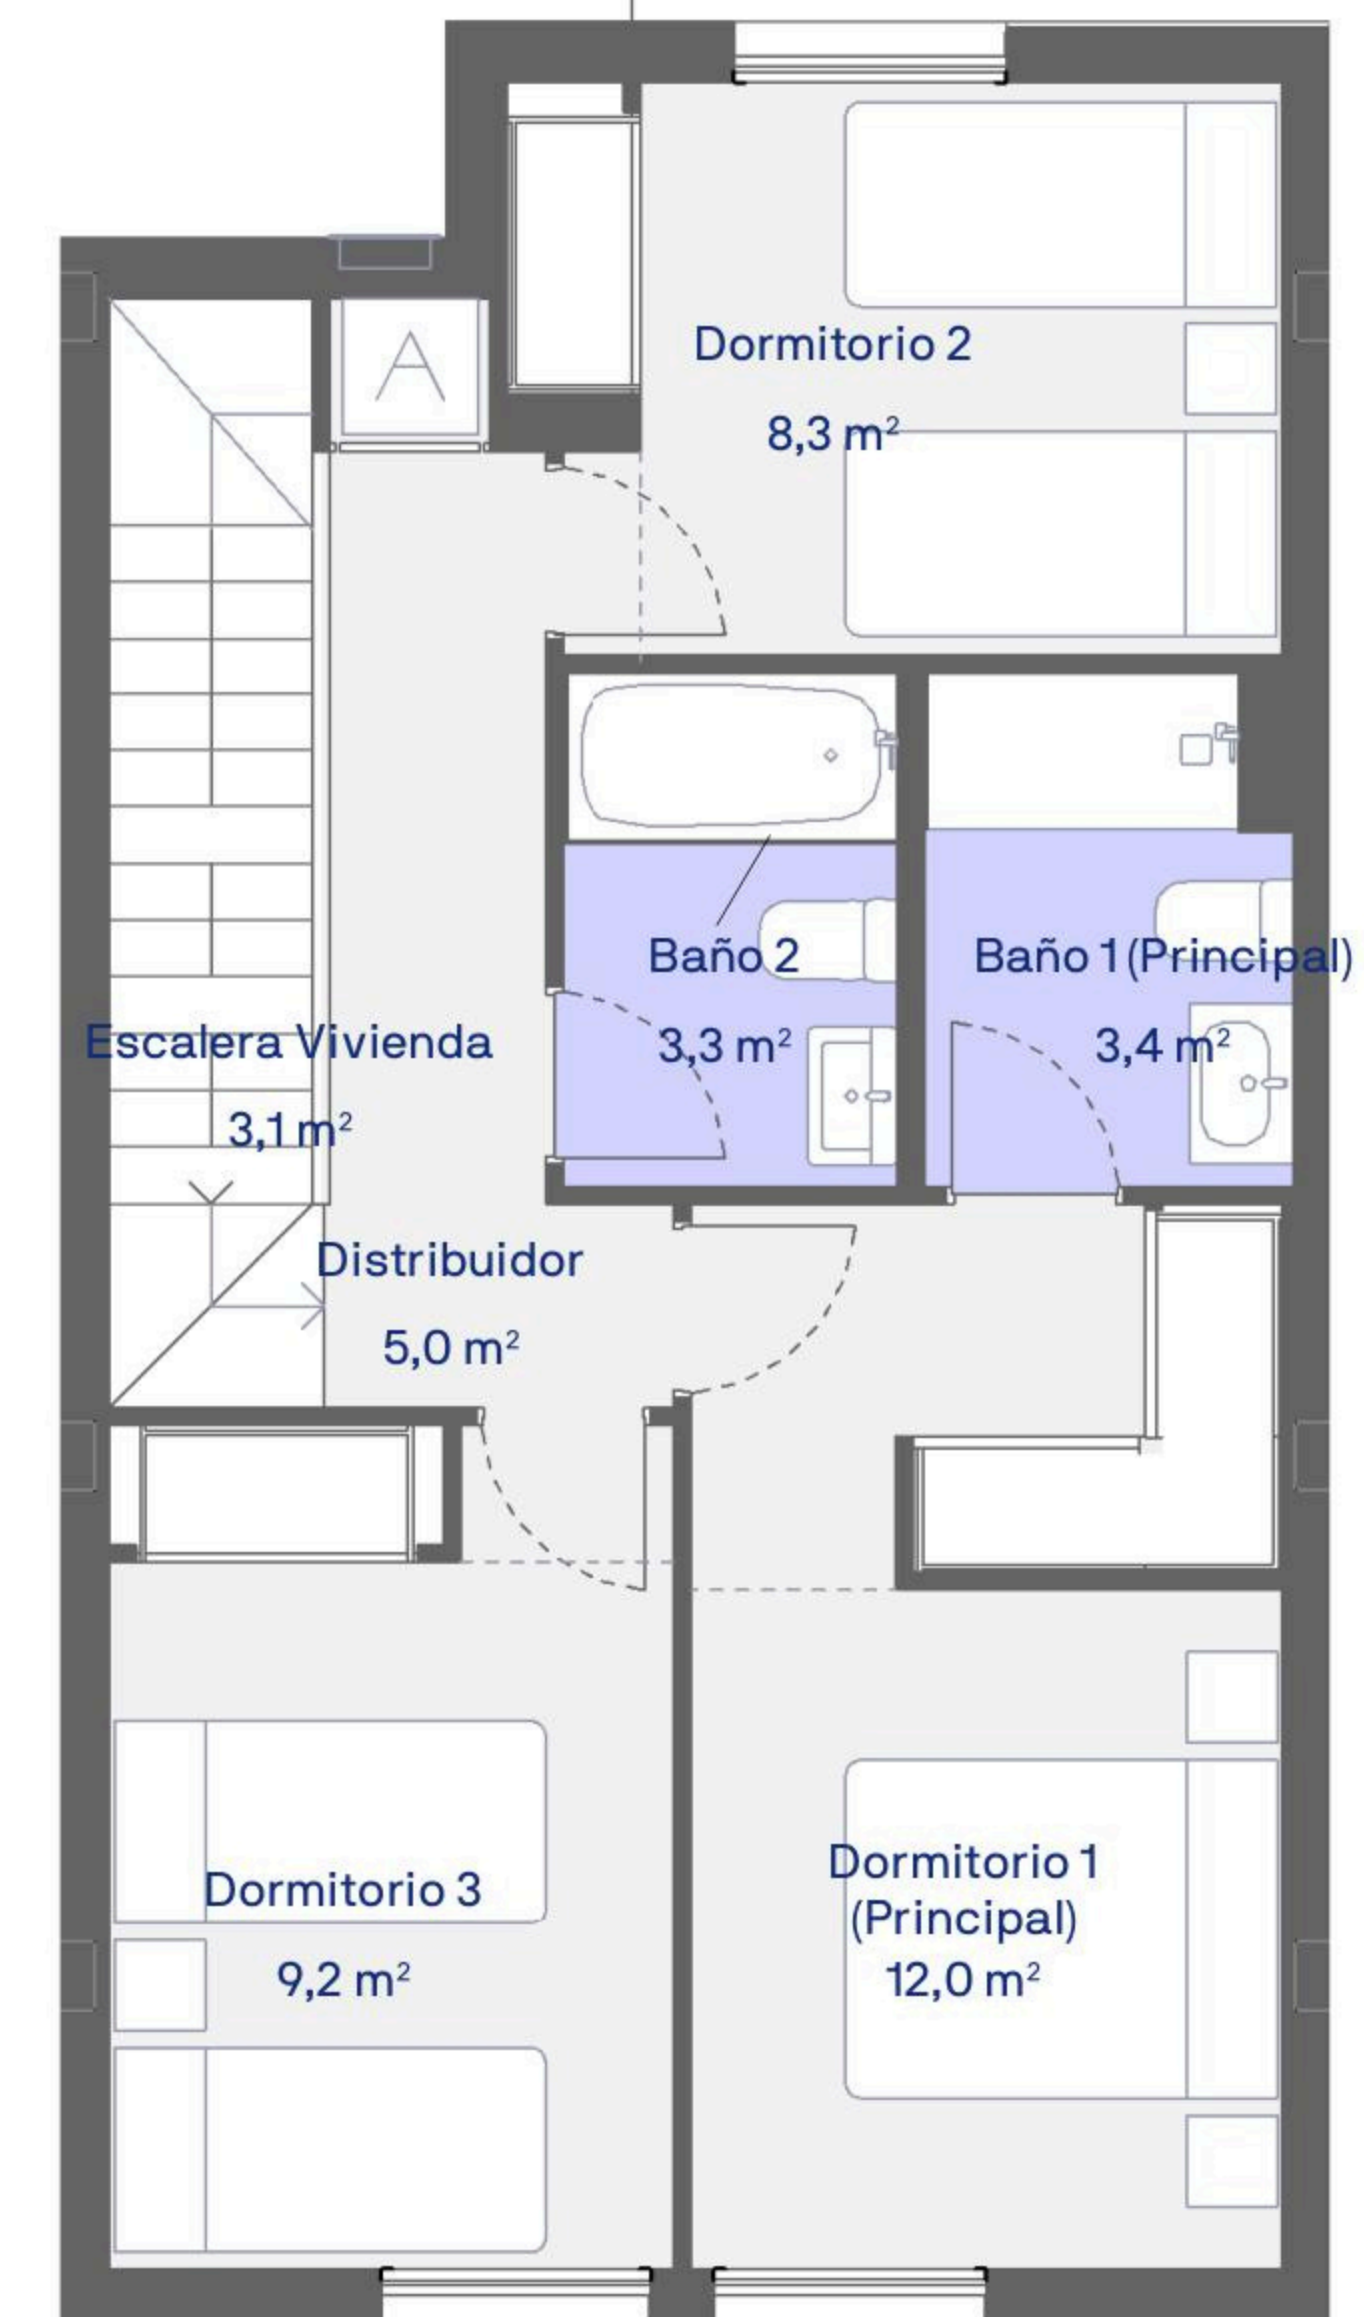 A
Dormitorio 2
8,3 m²
Baño 2
3,3 m²
Baño 1 (Principal)
3,4 m²
Escalera Vivienda
3,1 m²
Distribuidor
5,0 m²
Dormitorio 3
9,2 m²
Dormitorio 1
(Principal)
12,0 m²